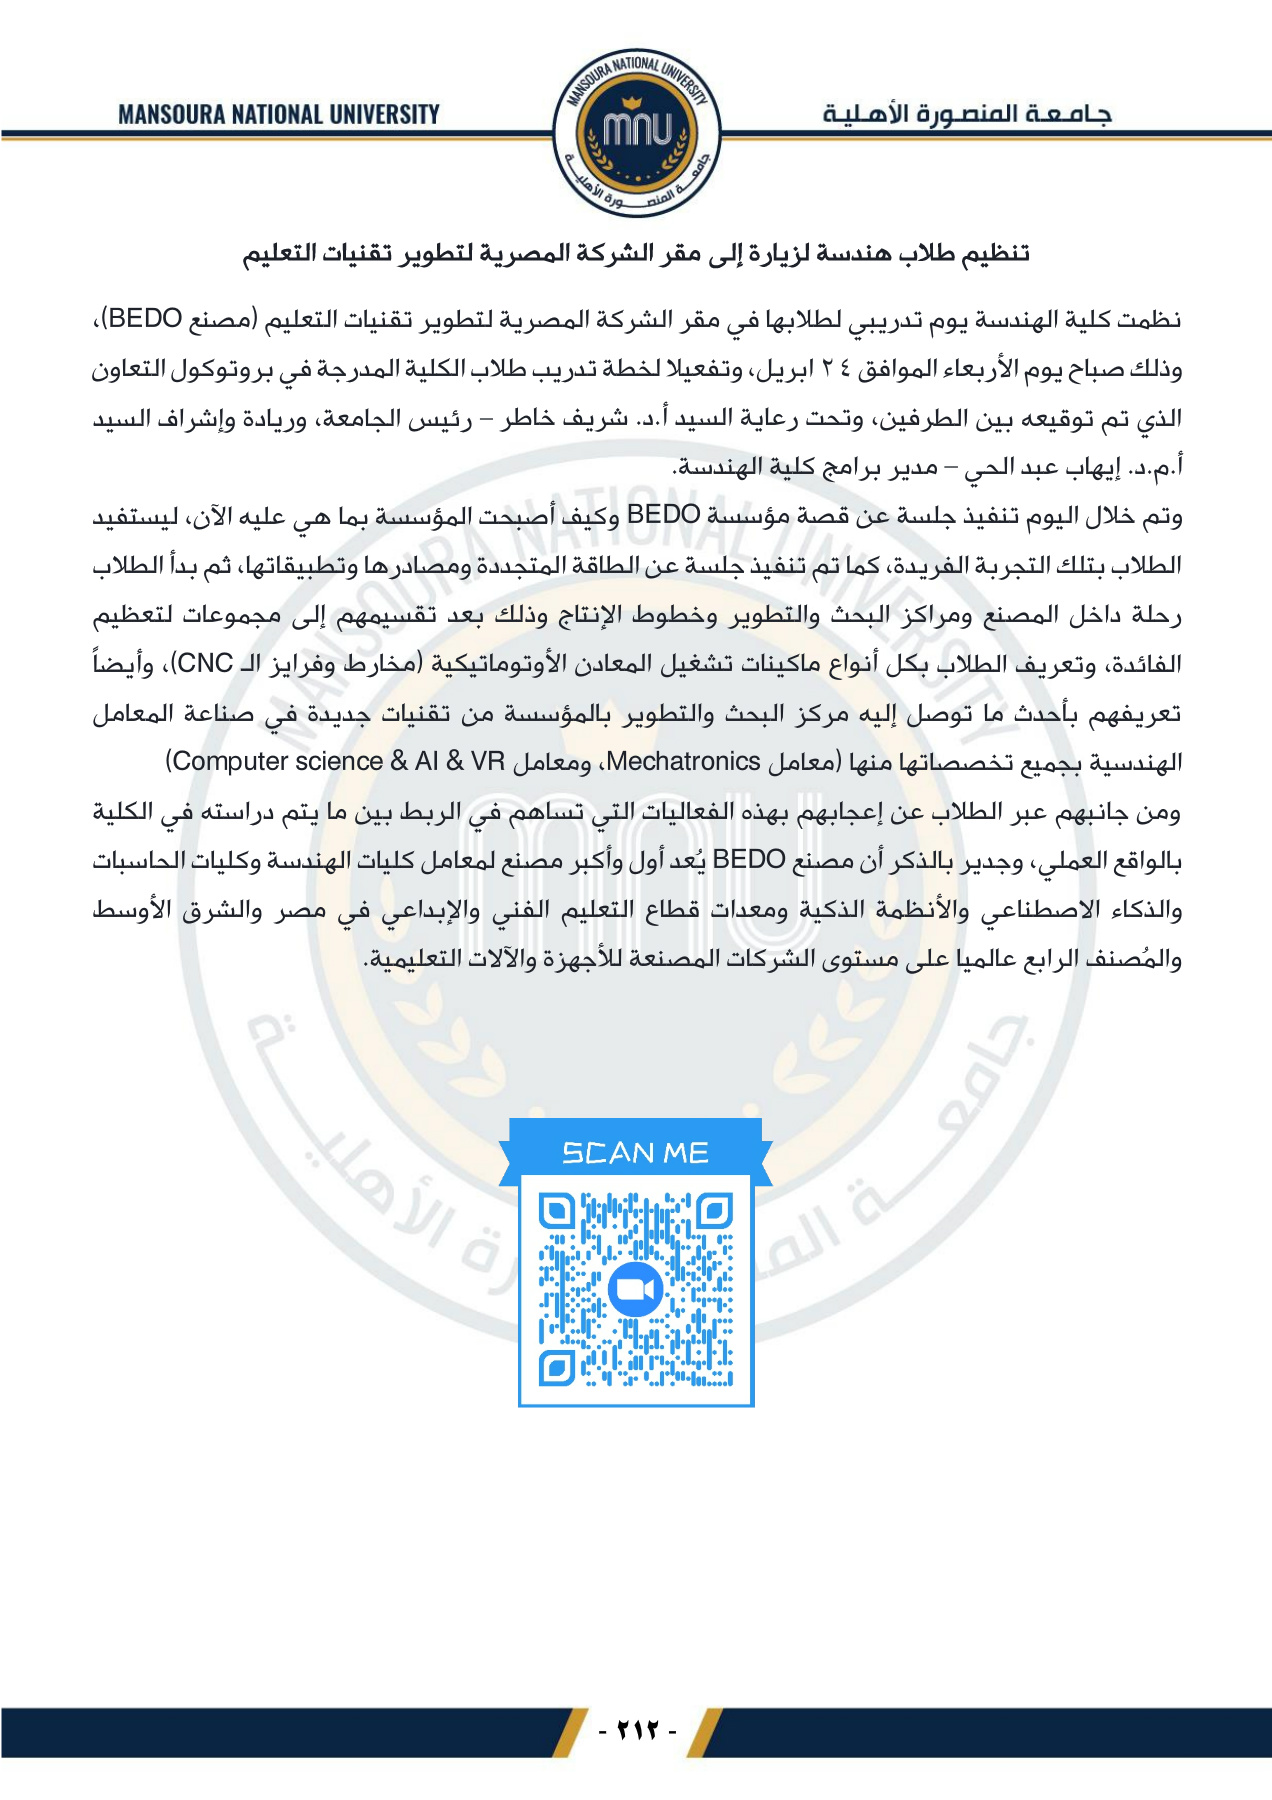 MANSOURA NATIONAL UNIVERSITY
جامعة المنصورة الأهلية
MANSOURA NATIONAL UNIVERSITY
mnu
جامعة المنصورة الأهلية
تنظيم طلاب هندسة لزيارة إلى مقر الشركة المصرية لتطوير تقنيات التعليم
نظمت كلية الهندسة يوم تدريبي لطلابها في مقر الشركة المصرية لتطوير تقنيات التعليم (مصنع BEDO)،
وذلك صباح يوم الأربعاء الموافق ٢٤ ابريل، وتفعيلا لخطة تدريب طلاب الكلية المدرجة في بروتوكول التعاون
الذي تم توقيعه بين الطرفين، وتحت رعاية السيد أ.د. شريف خاطر – رئيس الجامعة، وريادة وإشراف السيد
أ.م.د. إيهاب عبد الحي – مدير برامج كلية الهندسة.
وتم خلال اليوم تنفيذ جلسة عن قصة مؤسسة BEDO وكيف أصبحت المؤسسة بما هي عليه الآن، ليستفيد
الطلاب بتلك التجربة الفريدة، كما تم تنفيذ جلسة عن الطاقة المتجددة ومصادرها وتطبيقاتها، ثم بدأ الطلاب
رحلة داخل المصنع ومراكز البحث والتطوير وخطوط الإنتاج وذلك بعد تقسيمهم إلى مجموعات لتعظيم
الفائدة، وتعريف الطلاب بكل أنواع ماكينات تشغيل المعادن الأوتوماتيكية (مخارط وفرايز الـ CNC)، وأيضاً
تعريفهم بأحدث ما توصل إليه مركز البحث والتطوير بالمؤسسة من تقنيات جديدة في صناعة المعامل
الهندسية بجميع تخصصاتها منها (معامل Mechatronics، ومعامل Computer science & AI & VR)
ومن جانبهم عبر الطلاب عن إعجابهم بهذه الفعاليات التي تساهم في الربط بين ما يتم دراسته في الكلية
بالواقع العملي، وجدير بالذكر أن مصنع BEDO يُعد أول وأكبر مصنع لمعامل كليات الهندسة وكليات الحاسبات
والذكاء الاصطناعي والأنظمة الذكية ومعدات قطاع التعليم الفني والإبداعي في مصر والشرق الأوسط
والمُصنف الرابع عالميا على مستوى الشركات المصنعة للأجهزة والآلات التعليمية.
SCAN ME
- ٢١٢ -